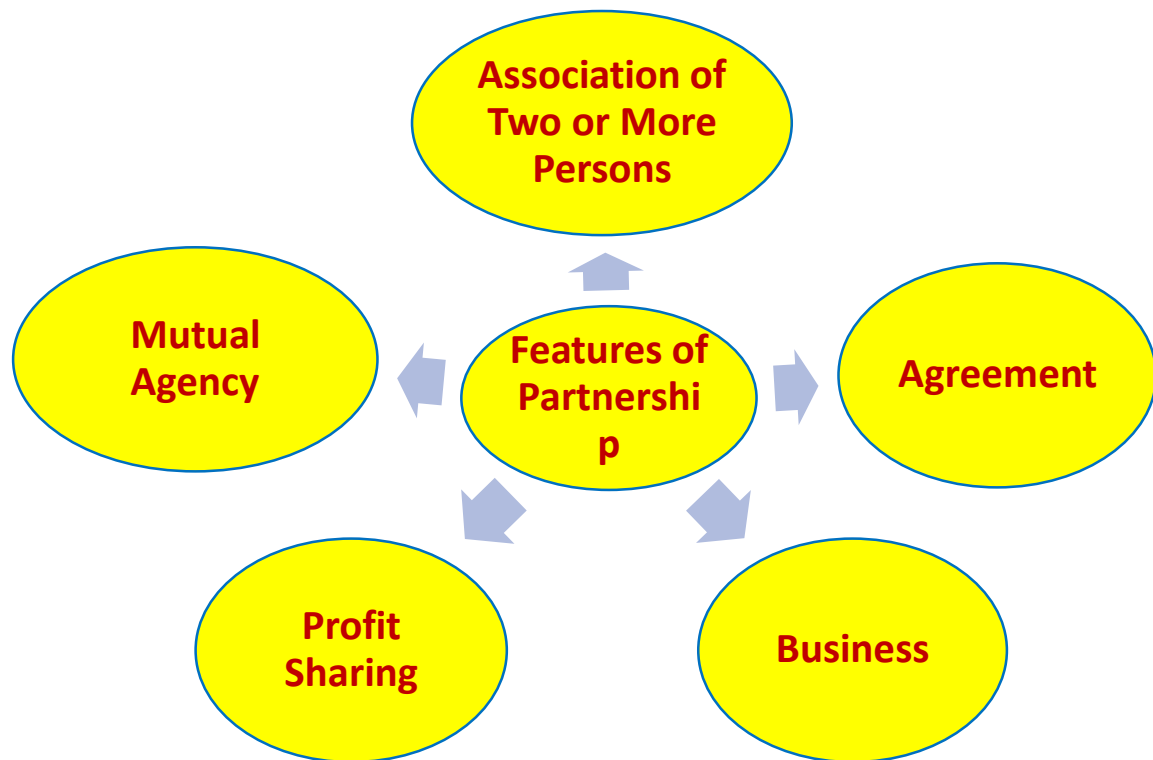 Association of
Two or More
Persons
Mutual
Agency
Features of
Partnershi
p
Agreement
Profit
Sharing
Business